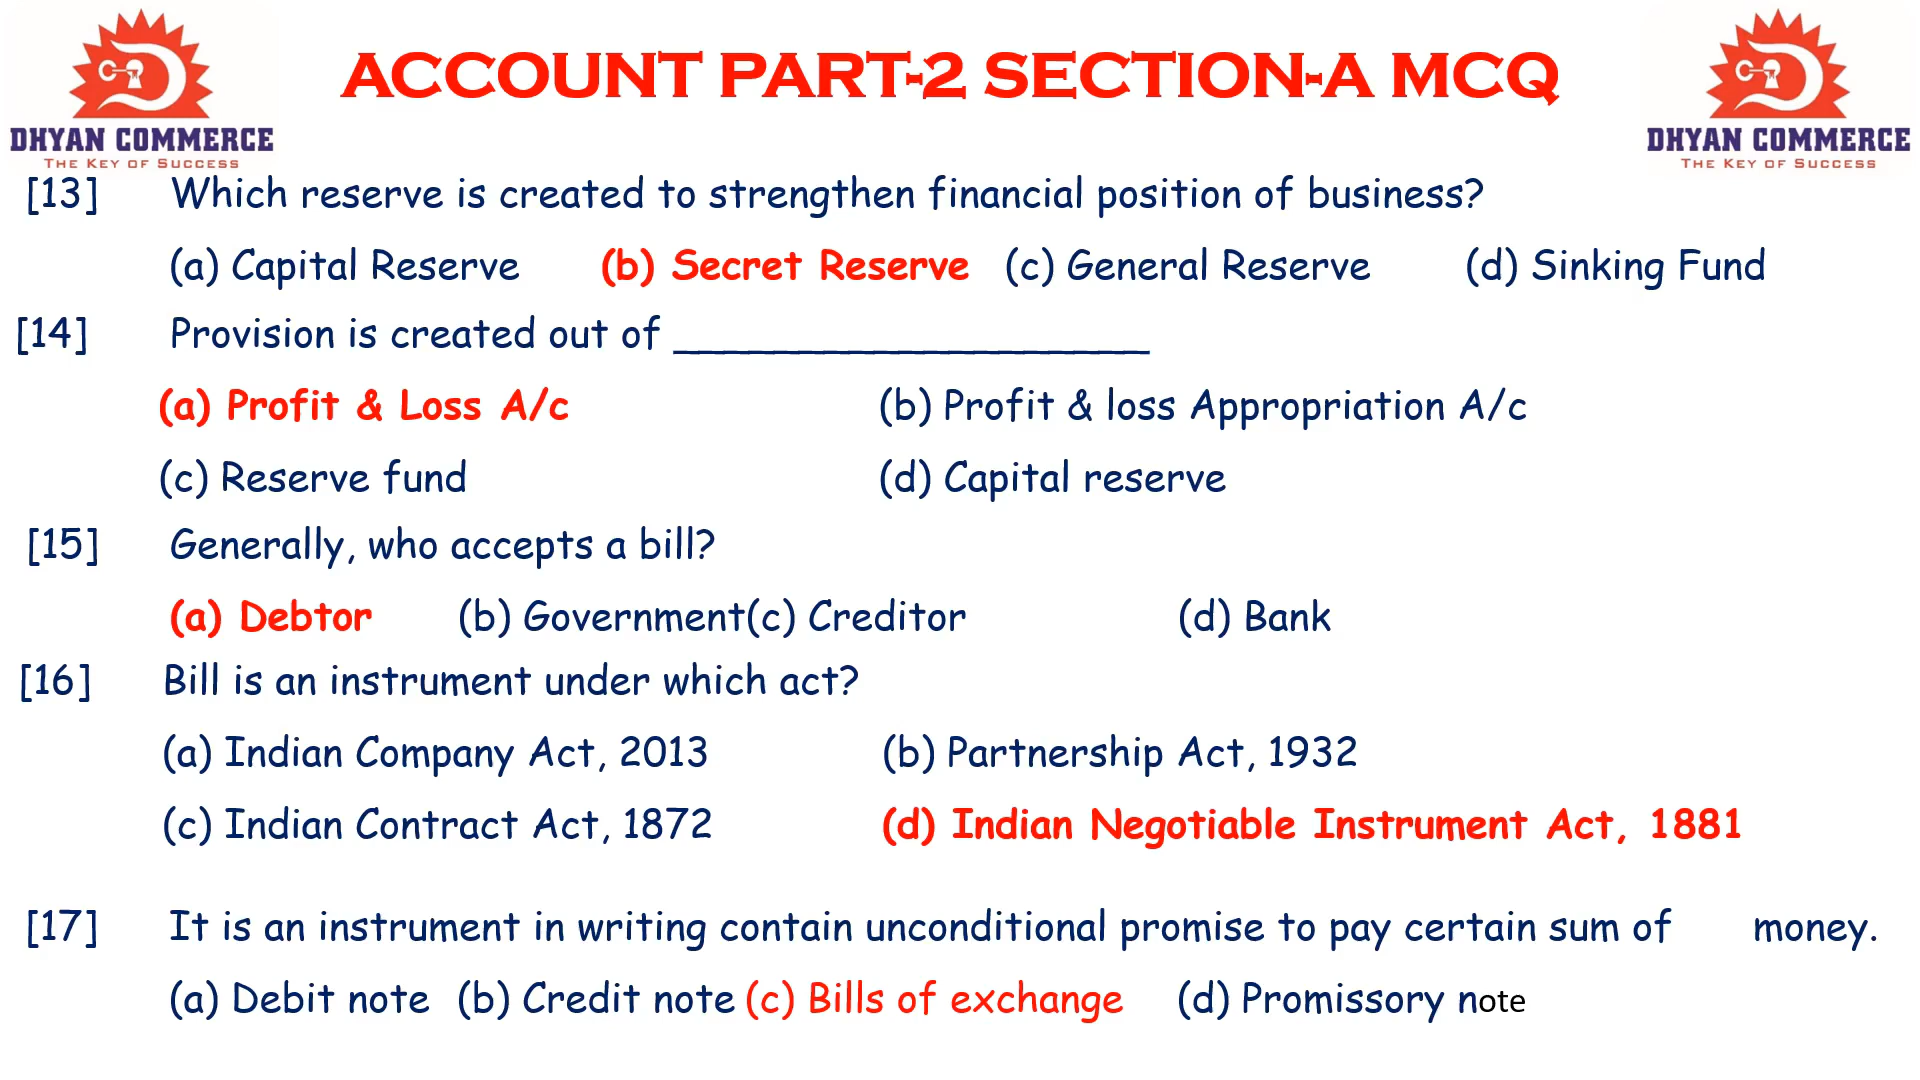 ACCOUNT PART-2 SECTION-A MCQ
DHYAN COMMERCE
THE KEY OF SUCCESS
DHYAN COMMERCE
THE KEY OF SUCCESS
[13] Which reserve is created to strengthen financial position of business?
(a) Capital Reserve (b) Secret Reserve (c) General Reserve (d) Sinking Fund
[14] Provision is created out of ___________________
(a) Profit & Loss A/c (b) Profit & loss Appropriation A/c
(c) Reserve fund (d) Capital reserve
[15] Generally, who accepts a bill?
(a) Debtor (b) Government(c) Creditor (d) Bank
[16] Bill is an instrument under which act?
(a) Indian Company Act, 2013 (b) Partnership Act, 1932
(c) Indian Contract Act, 1872 (d) Indian Negotiable Instrument Act, 1881
[17] It is an instrument in writing contain unconditional promise to pay certain sum of money.
(a) Debit note (b) Credit note (c) Bills of exchange (d) Promissory note